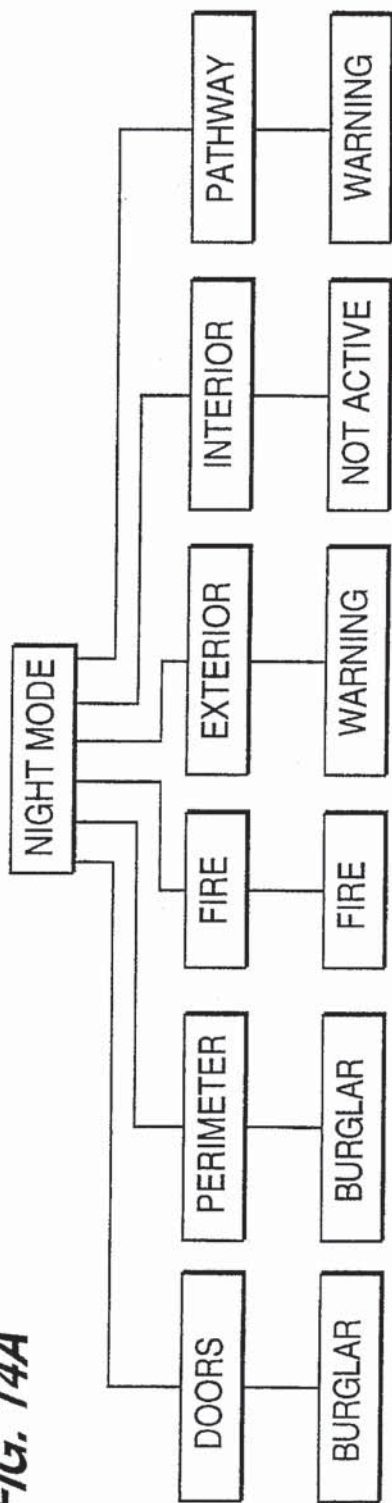 FIG. 14A
NIGHT MODE
DOORS
PERIMETER
FIRE
EXTERIOR
INTERIOR
PATHWAY
BURGLAR
BURGLAR
FIRE
WARNING
NOT ACTIVE
WARNING